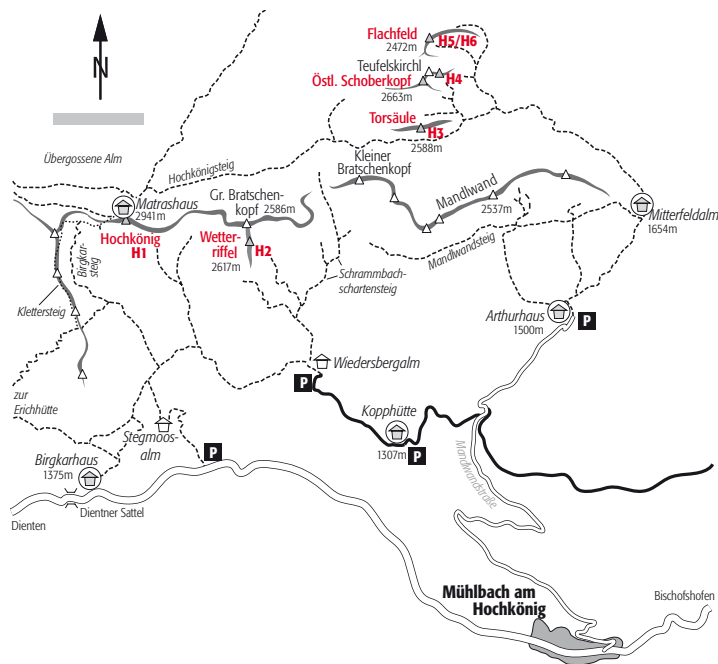 N
Flachfeld
H5/H6
2472m
Teufelskirchl
H4
Östl. Schoberkopf
2663m
Torsäule
H3
2588m
Übergossene Alm
Hochkönigsteig
Kleiner
Bratschenkopf
Mandlwand
2537m
Matrashaus
2941m
Gr. Bratschen-
kopf 2586m
Mitterfeldalm
1654m
Hochkönig
H1
Wetter-
riffel
H2
2617m
Birgkar-
steig
Mandlwandsteig
Schrammbach-
schartensteig
Klettersteig
Arthurhaus
1500m
P
Wiedersbergalm
P
zur
Erichhütte
Kopphütte
1307m
P
Stegmoos-
alm
P
Mandlwandstraße
Birgkarhaus
1375m
Dienten
Dientner Sattel
Mühlbach am
Hochkönig
Bischofshofen